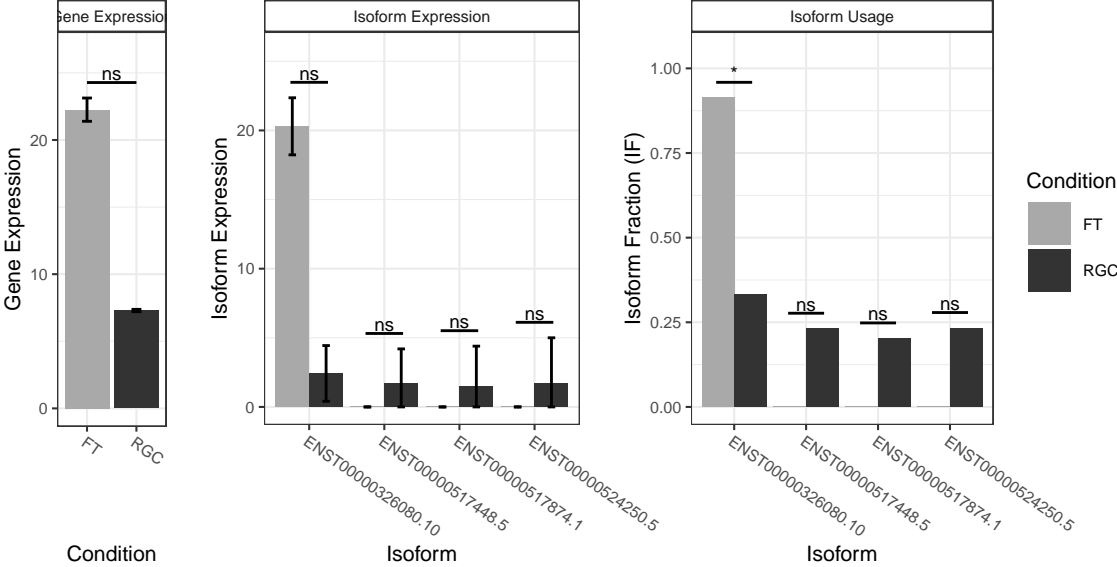 Gene Expression
Isoform Expression
Isoform Usage
Gene Expression
20
10
0
ns
FT
RGC
Condition
Isoform Expression
20
10
0
ns
ns
ns
ns
ENST00000326080.10
ENST00000517448.5
ENST00000517874.1
ENST00000524250.5
Isoform
Isoform Fraction (IF)
1.00
0.75
0.50
0.25
0.00
*
ns
ns
ns
ENST00000326080.10
ENST00000517448.5
ENST00000517874.1
ENST00000524250.5
Isoform
Condition
FT
RGC